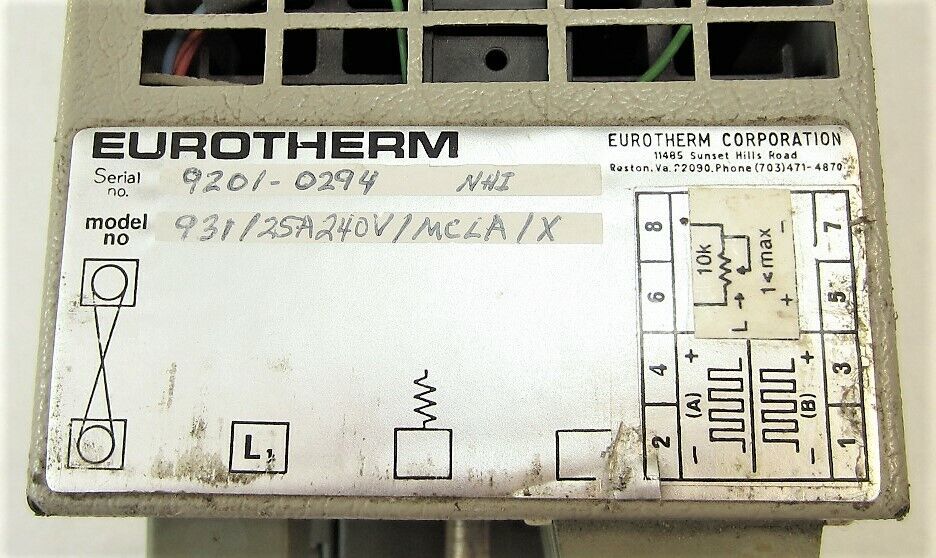 EUROTHERM
EUROTHERM CORPORATION
11485 Sunset Hills Road
Reston, Va. 22090. Phone (703) 471-4870
Serial no. 9201-0294 NHI
model no 931/25A240V/MCLA/X
8
10k
1<max
-
7
6
L →
+
5
4
+
(A)
-
+
(B)
-
3
2
1
L1